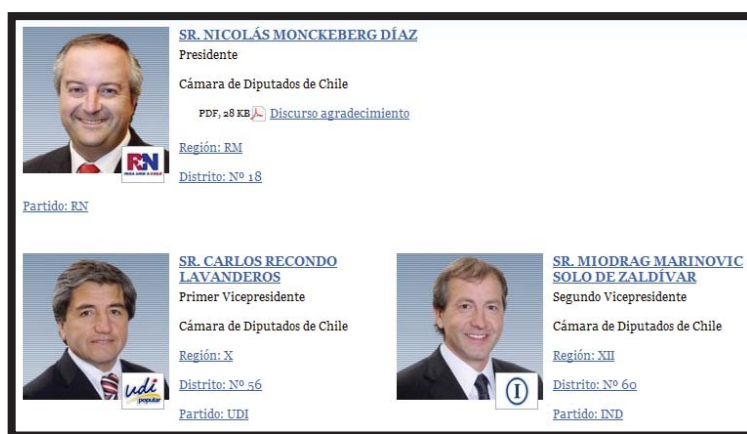 SR. NICOLÁS MONCKEBERG DÍAZ
Presidente
Cámara de Diputados de Chile
PDF, 28 KB Discurso agradecimiento
Región: RM
Distrito: Nº 18
RN
PARA UNIR A CHILE
Partido: RN
SR. CARLOS RECONDO
LAVANDEROS
Primer Vicepresidente
Cámara de Diputados de Chile
Región: X
Distrito: Nº 56
Partido: UDI
udi
popular
SR. MIODRAG MARINOVIC
SOLO DE ZALDÍVAR
Segundo Vicepresidente
Cámara de Diputados de Chile
Región: XII
Distrito: Nº 60
Partido: IND
I